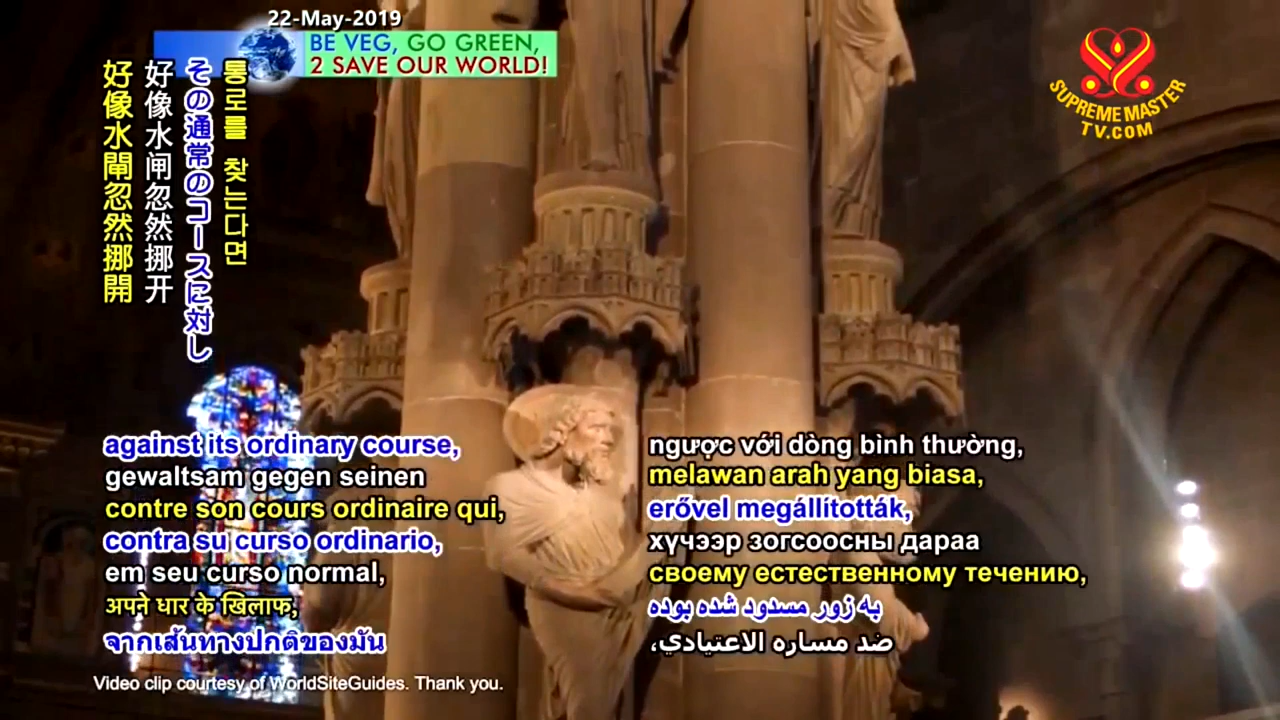 22-May-2019
BE VEG, GO GREEN,
2 SAVE OUR WORLD!
SUPREME MASTER
TV.COM
통로를 찾는다면
その通常のコースに対し
好像水闸忽然挪开
好像水閘忽然挪開
against its ordinary course,
gewaltsam gegen seinen
contre son cours ordinaire qui,
contra su curso ordinario,
em seu curso normal,
अपने धार के खिलाफ,
จากเส้นทางปกติของมัน
ngược với dòng bình thường,
melawan arah yang biasa,
erővel megállították,
хүчээр зогсоосны дараа
своему естественному течению,
به زور مسدود شده بوده
ضد مساره الاعتيادي،
Video clip courtesy of WorldSiteGuides. Thank you.